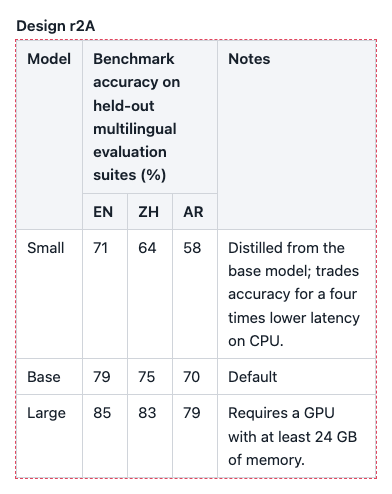 Design r2A
Model
Benchmark
accuracy on
held-out
multilingual
evaluation
suites (%)
Notes
EN ZH AR
Small 71 64 58 Distilled from the
base model; trades
accuracy for a four
times lower latency
on CPU.
Base 79 75 70 Default
Large 85 83 79 Requires a GPU
with at least 24 GB
of memory.